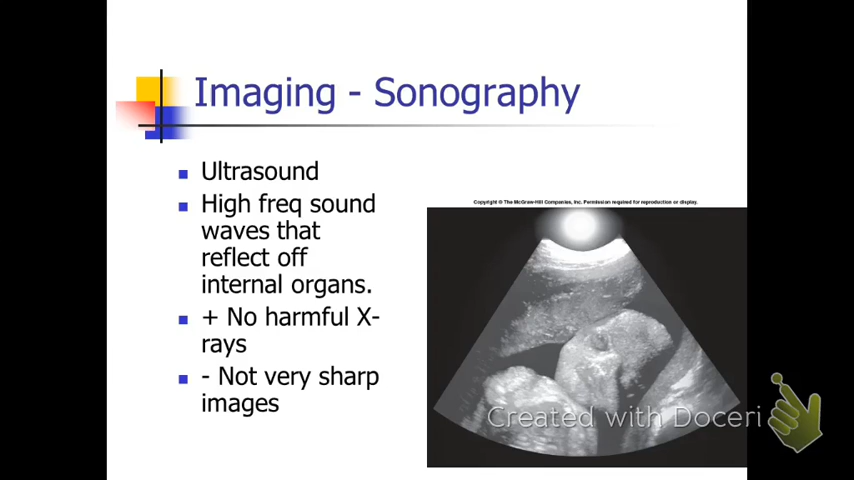 Imaging - Sonography
Ultrasound
High freq sound
waves that
reflect off
internal organs.
+ No harmful X-
rays
- Not very sharp
images
Copyright © The McGraw-Hill Companies, Inc. Permission required for reproduction or display.
Created with Doceri